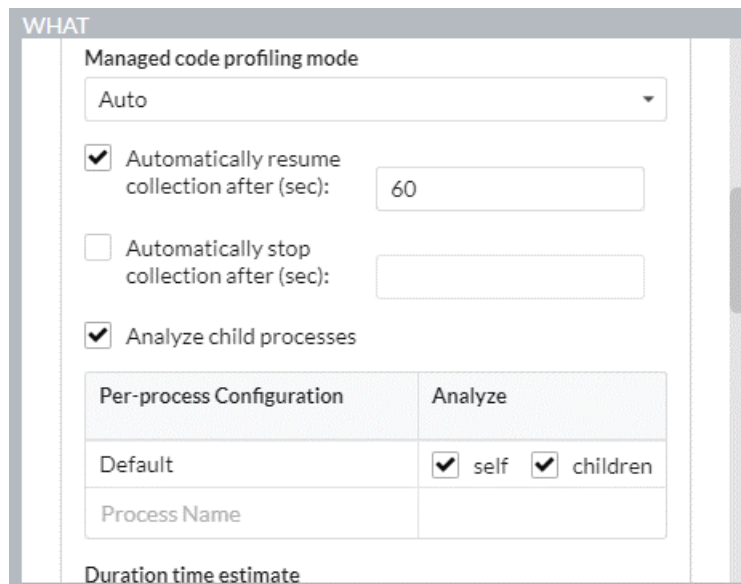 WHAT
Managed code profiling mode
Auto
Automatically resume
collection after (sec):
60
Automatically stop
collection after (sec):
Analyze child processes
Per-process Configuration
Analyze
Default
self
children
Process Name
Duration time estimate